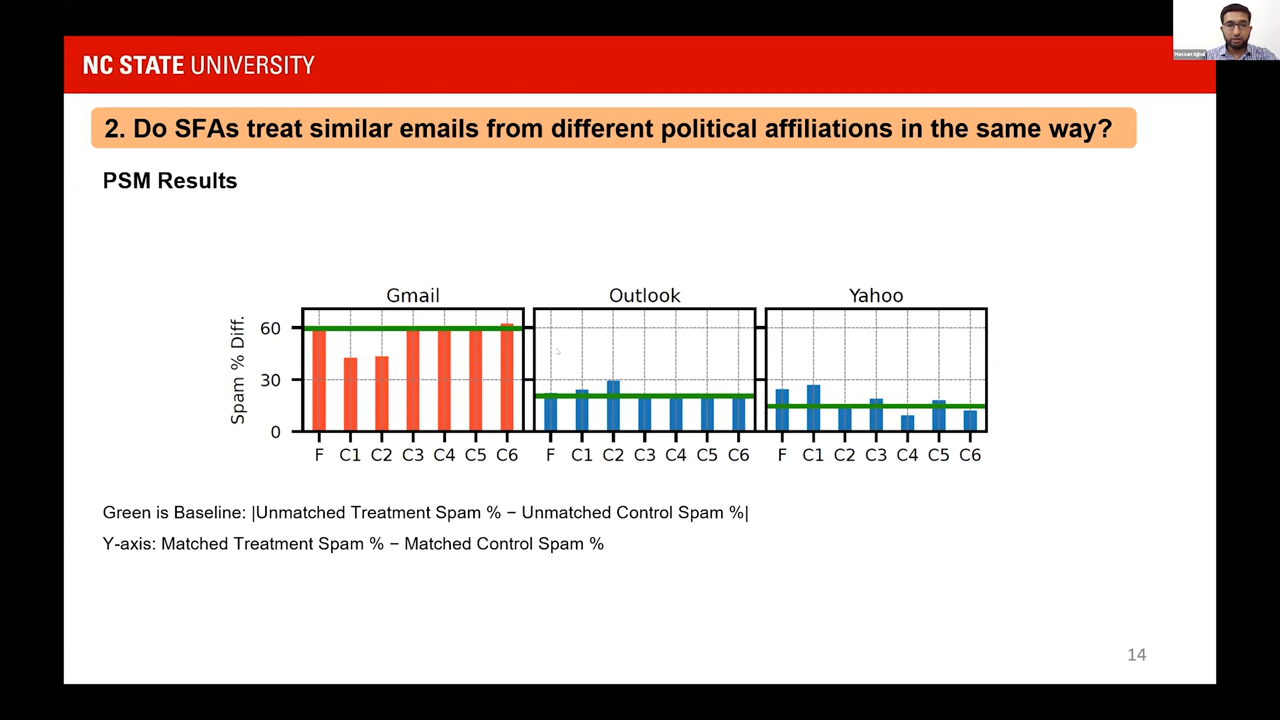 Hassan Iqbal
NC STATE UNIVERSITY
2. Do SFAs treat similar emails from different political affiliations in the same way?
PSM Results
Gmail Outlook Yahoo
Spam % Diff.
60
30
0
F C1 C2 C3 C4 C5 C6 F C1 C2 C3 C4 C5 C6 F C1 C2 C3 C4 C5 C6
Green is Baseline: |Unmatched Treatment Spam % − Unmatched Control Spam %|
Y-axis: Matched Treatment Spam % − Matched Control Spam %
14